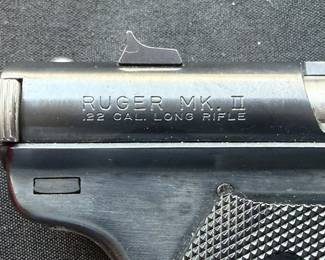 RUGER MK. II
.22 CAL. LONG RIFLE